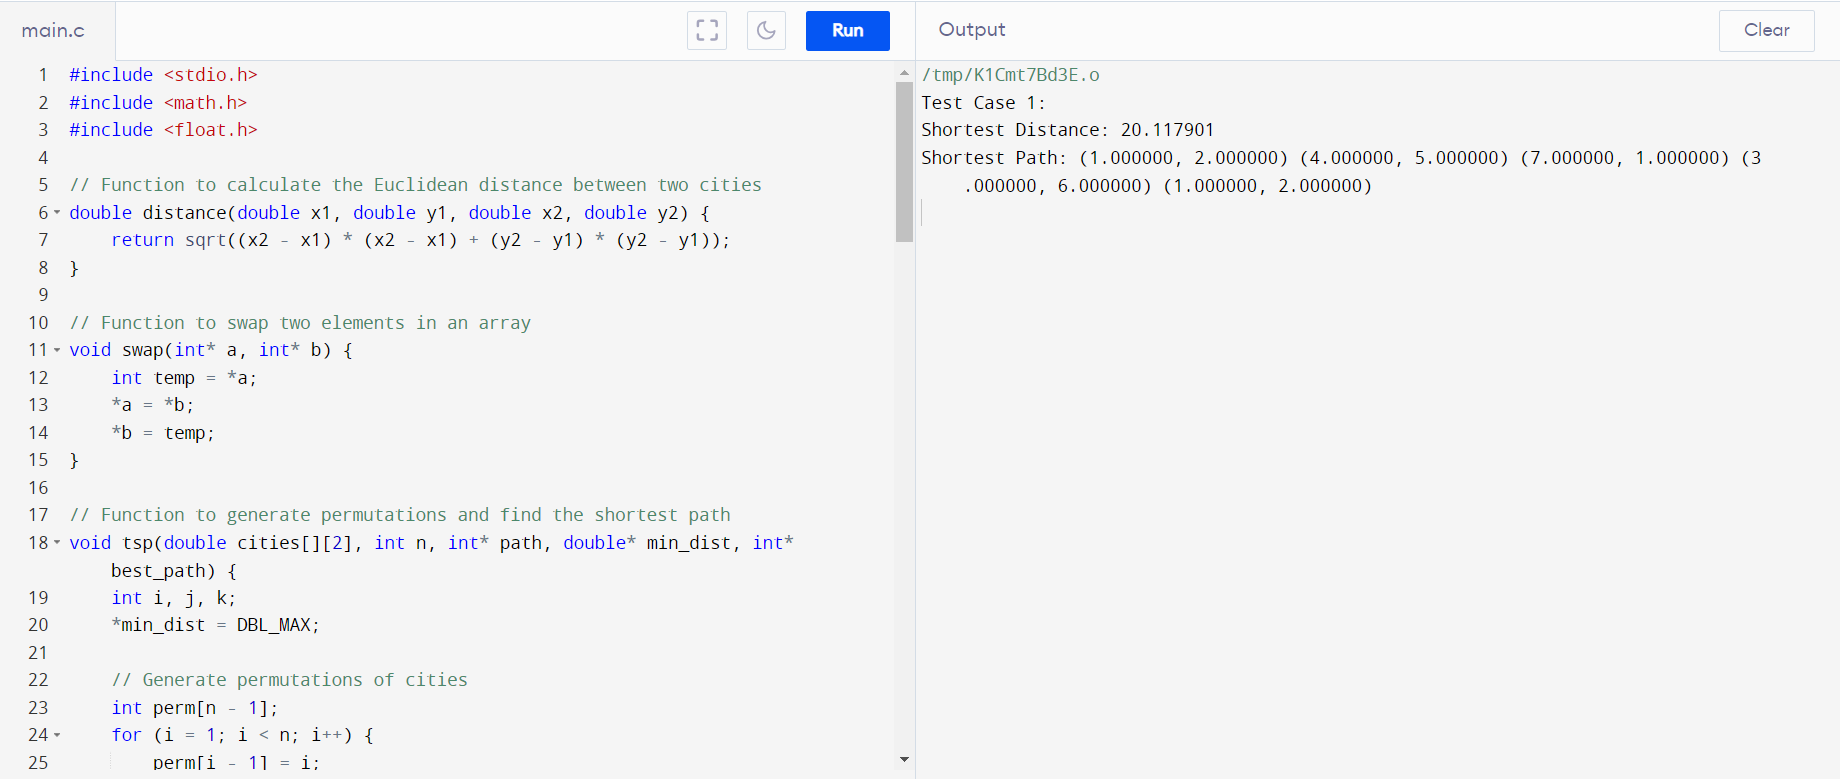 main.c
Run
1 #include <stdio.h>
2 #include <math.h>
3 #include <float.h>
4
5 // Function to calculate the Euclidean distance between two cities
6 double distance(double x1, double y1, double x2, double y2) {
7 return sqrt((x2 - x1) * (x2 - x1) + (y2 - y1) * (y2 - y1));
8 }
9
10 // Function to swap two elements in an array
11 void swap(int* a, int* b) {
12 int temp = *a;
13 *a = *b;
14 *b = temp;
15 }
16
17 // Function to generate permutations and find the shortest path
18 void tsp(double cities[][2], int n, int* path, double* min_dist, int*
best_path) {
19 int i, j, k;
20 *min_dist = DBL_MAX;
21
22 // Generate permutations of cities
23 int perm[n - 1];
24 for (i = 1; i < n; i++) {
25 perm[i - 1] = i;
Output
Clear
/tmp/K1Cmt7Bd3E.o
Test Case 1:
Shortest Distance: 20.117901
Shortest Path: (1.000000, 2.000000) (4.000000, 5.000000) (7.000000, 1.000000) (3
.000000, 6.000000) (1.000000, 2.000000)